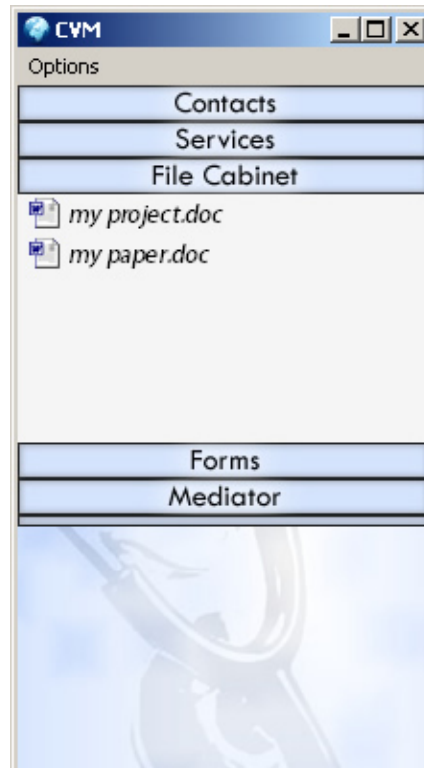 CVM
Options
Contacts
Services
File Cabinet
my project.doc
my paper.doc
Forms
Mediator